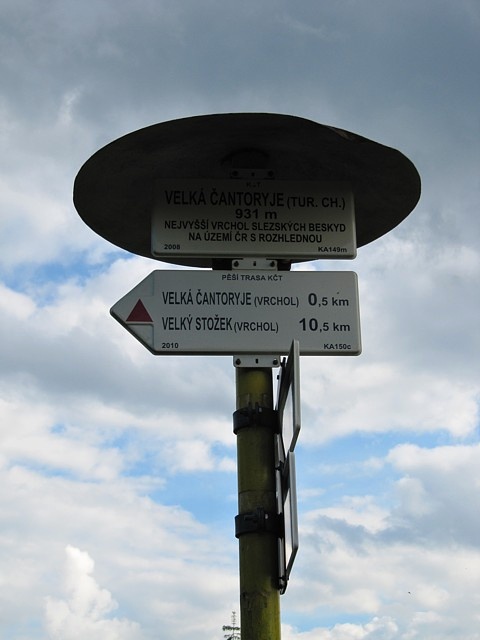 KČT
VELKÁ ČANTORYJE (TUR. CH.)
931 m
NEJVYŠŠÍ VRCHOL SLEZSKÝCH BESKYD
NA ÚZEMÍ ČR S ROZHLEDNOU
2008 KA149m
PĚŠÍ TRASA KČT
VELKÁ ČANTORYJE (VRCHOL) 0,5 km
VELKÝ STOŽEK (VRCHOL) 10,5 km
2010 KA150c